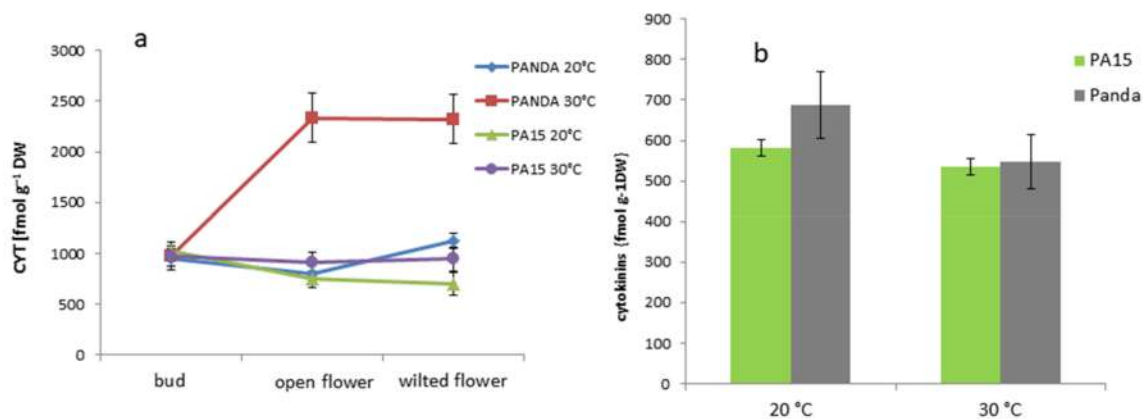 a
3000
2500
2000
1500
1000
500
0
CYT [fmol g⁻¹ DW
bud
open flower
wilted flower
PANDA 20°C
PANDA 30°C
PA15 20°C
PA15 30°C
b
900
800
700
600
500
400
300
200
100
0
cytokinins {fmol g-1DW}
20 °C
30 °C
PA15
Panda